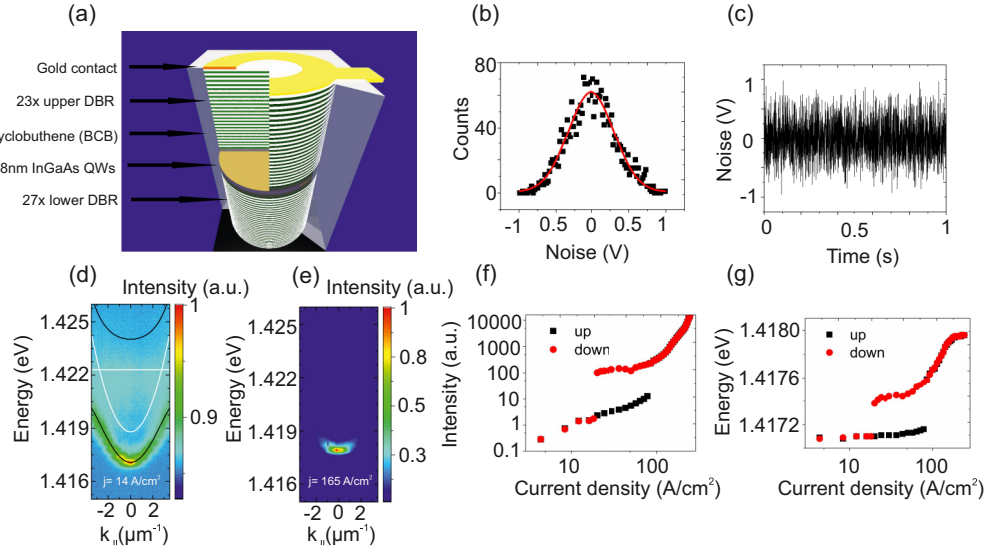 (a)
Gold contact
23x upper DBR
yclobuthene (BCB)
8nm InGaAs QWs
27x lower DBR
(b)
80
60
40
0
Counts
-1 0.5 0 0.5 1
Noise (V)
(c)
1
0
-1
Noise (V)
0 0.5 1
Time (s)
(d)
Intensity (a.u.)
1.425
1.422
1.419
1.416
Energy (eV)
j= 14 A/cm²
-2 0 2
k||(µm⁻¹)
1
0.9
(e)
Intensity (a.u.)
1.425
1.422
1.419
1.416
Energy (eV)
j= 165 A/cm²
-2 0 2
k||(µm⁻¹)
1
0.8
0.7
0.5
0.3
(f)
10000
1000
100
10
1
0.1
Intensity (a.u.)
up
down
10 100
Current density (A/cm²)
(g)
1.4180
1.4176
1.4172
Energy (eV)
up
down
10 100
Current density (A/cm²)